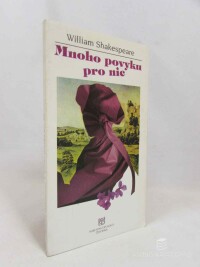 William Shakespeare
Mnoho povyku
pro nic